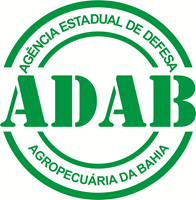 AGÊNCIA ESTADUAL DE DEFESA
ADAB
AGROPECUÁRIA DA BAHIA